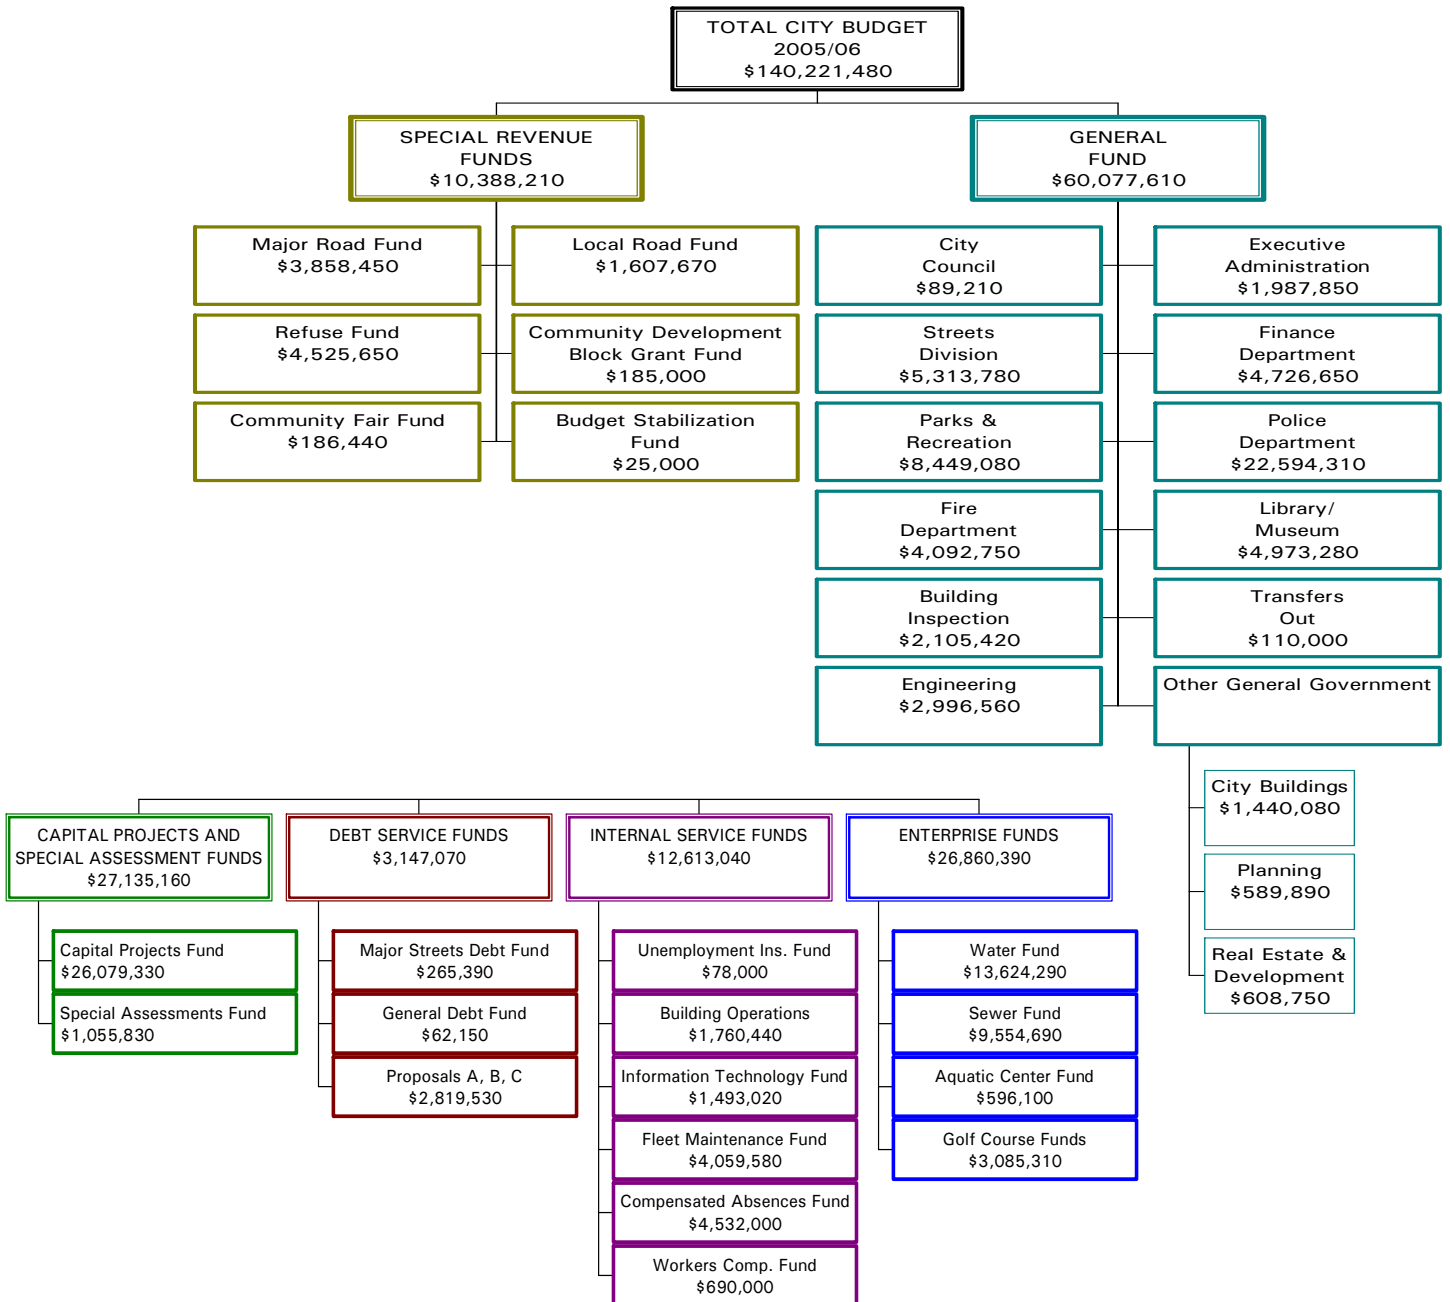 TOTAL CITY BUDGET
2005/06
$140,221,480
SPECIAL REVENUE
FUNDS
$10,388,210
GENERAL
FUND
$60,077,610
Major Road Fund
$3,858,450
Local Road Fund
$1,607,670
Refuse Fund
$4,525,650
Community Development
Block Grant Fund
$185,000
Community Fair Fund
$186,440
Budget Stabilization
Fund
$25,000
City
Council
$89,210
Executive
Administration
$1,987,850
Streets
Division
$5,313,780
Finance
Department
$4,726,650
Parks &
Recreation
$8,449,080
Police
Department
$22,594,310
Fire
Department
$4,092,750
Library/
Museum
$4,973,280
Building
Inspection
$2,105,420
Transfers
Out
$110,000
Engineering
$2,996,560
Other General Government
City Buildings
$1,440,080
Planning
$589,890
Real Estate &
Development
$608,750
CAPITAL PROJECTS AND
SPECIAL ASSESSMENT FUNDS
$27,135,160
Capital Projects Fund
$26,079,330
Special Assessments Fund
$1,055,830
DEBT SERVICE FUNDS
$3,147,070
Major Streets Debt Fund
$265,390
General Debt Fund
$62,150
Proposals A, B, C
$2,819,530
INTERNAL SERVICE FUNDS
$12,613,040
Unemployment Ins. Fund
$78,000
Building Operations
$1,760,440
Information Technology Fund
$1,493,020
Fleet Maintenance Fund
$4,059,580
Compensated Absences Fund
$4,532,000
Workers Comp. Fund
$690,000
ENTERPRISE FUNDS
$26,860,390
Water Fund
$13,624,290
Sewer Fund
$9,554,690
Aquatic Center Fund
$596,100
Golf Course Funds
$3,085,310